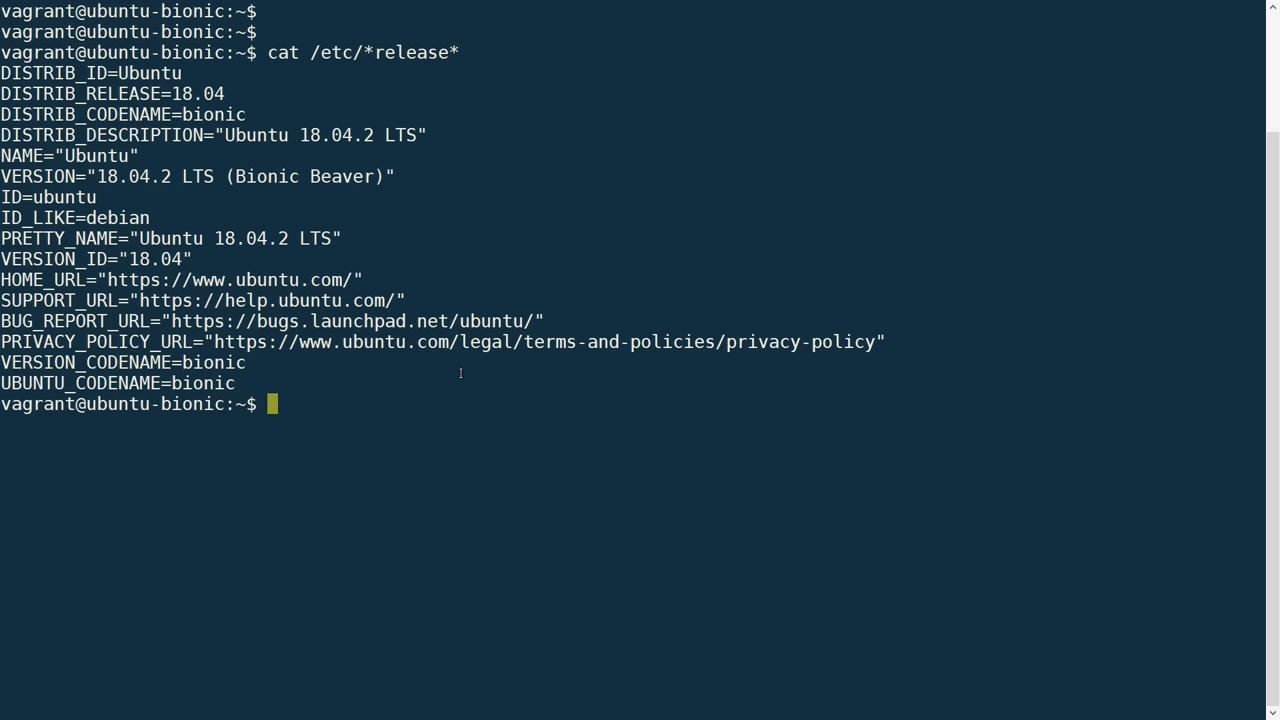 vagrant@ubuntu-bionic:~$
vagrant@ubuntu-bionic:~$
vagrant@ubuntu-bionic:~$ cat /etc/*release*
DISTRIB_ID=Ubuntu
DISTRIB_RELEASE=18.04
DISTRIB_CODENAME=bionic
DISTRIB_DESCRIPTION="Ubuntu 18.04.2 LTS"
NAME="Ubuntu"
VERSION="18.04.2 LTS (Bionic Beaver)"
ID=ubuntu
ID_LIKE=debian
PRETTY_NAME="Ubuntu 18.04.2 LTS"
VERSION_ID="18.04"
HOME_URL="https://www.ubuntu.com/"
SUPPORT_URL="https://help.ubuntu.com/"
BUG_REPORT_URL="https://bugs.launchpad.net/ubuntu/"
PRIVACY_POLICY_URL="https://www.ubuntu.com/legal/terms-and-policies/privacy-policy"
VERSION_CODENAME=bionic
UBUNTU_CODENAME=bionic
vagrant@ubuntu-bionic:~$